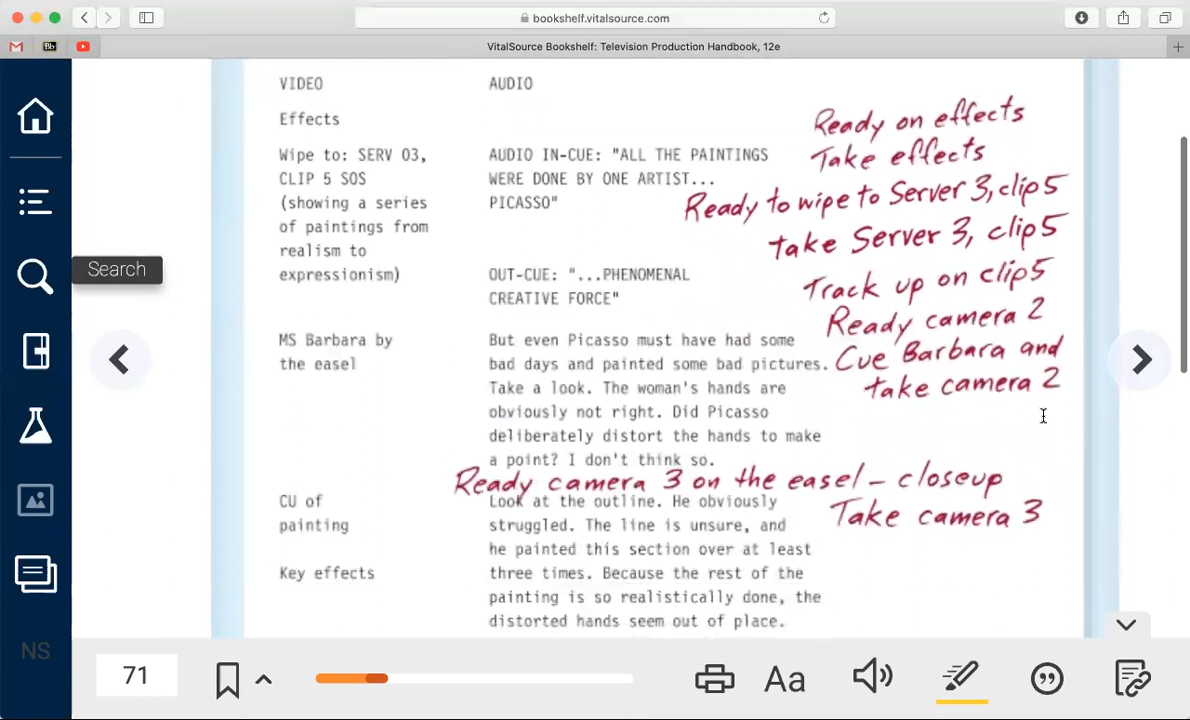 bookshelf.vitalsource.com
Bb
VitalSource Bookshelf: Television Production Handbook, 12e
VIDEO AUDIO
Effects
Ready on effects
Take effects
Wipe to: SERV 03, AUDIO IN-CUE: "ALL THE PAINTINGS
CLIP 5 SOS WERE DONE BY ONE ARTIST...
(showing a series PICASSO"
Ready to wipe to Server 3, clip 5
of paintings from
take Server 3, clip 5
realism to
expressionism) OUT-CUE: "...PHENOMENAL
CREATIVE FORCE"
Track up on clip 5
Ready camera 2
MS Barbara by But even Picasso must have had some
the easel bad days and painted some bad pictures.
Cue Barbara and
take camera 2
Take a look. The woman's hands are
obviously not right. Did Picasso
deliberately distort the hands to make
a point? I don't think so.
Ready camera 3 on the easel – closeup
CU of Look at the outline. He obviously
Take camera 3
painting struggled. The line is unsure, and
he painted this section over at least
Key effects three times. Because the rest of the
painting is so realistically done, the
distorted hands seem out of place.
Search
NS
71
Aa